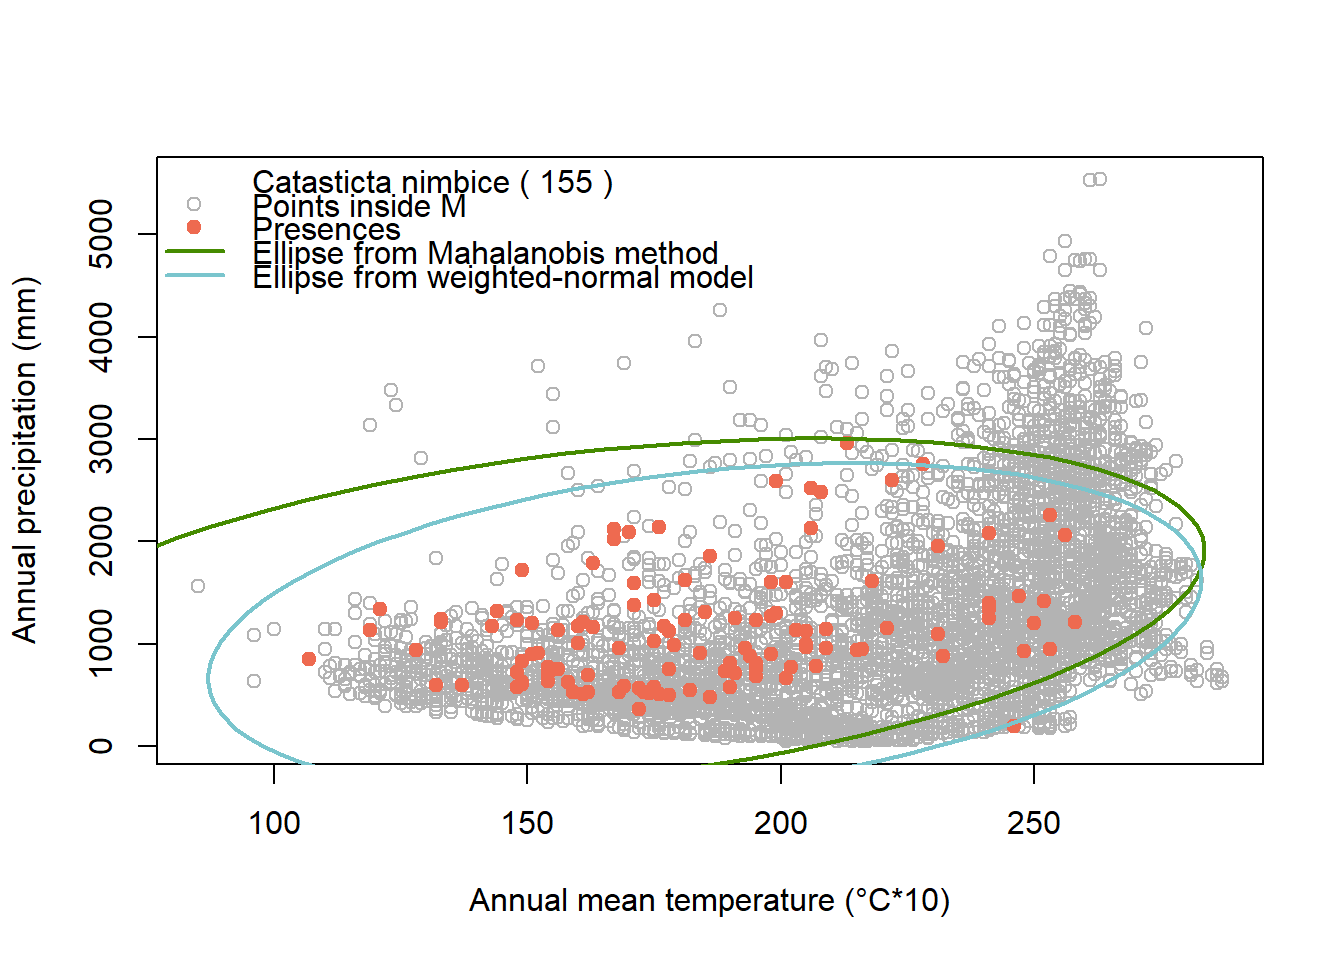 Catasticta nimbice ( 155 )
Points inside M
Presences
Ellipse from Mahalanobis method
Ellipse from weighted-normal model
Annual precipitation (mm)
5000
4000
3000
2000
1000
0
100 150 200 250
Annual mean temperature (°C*10)